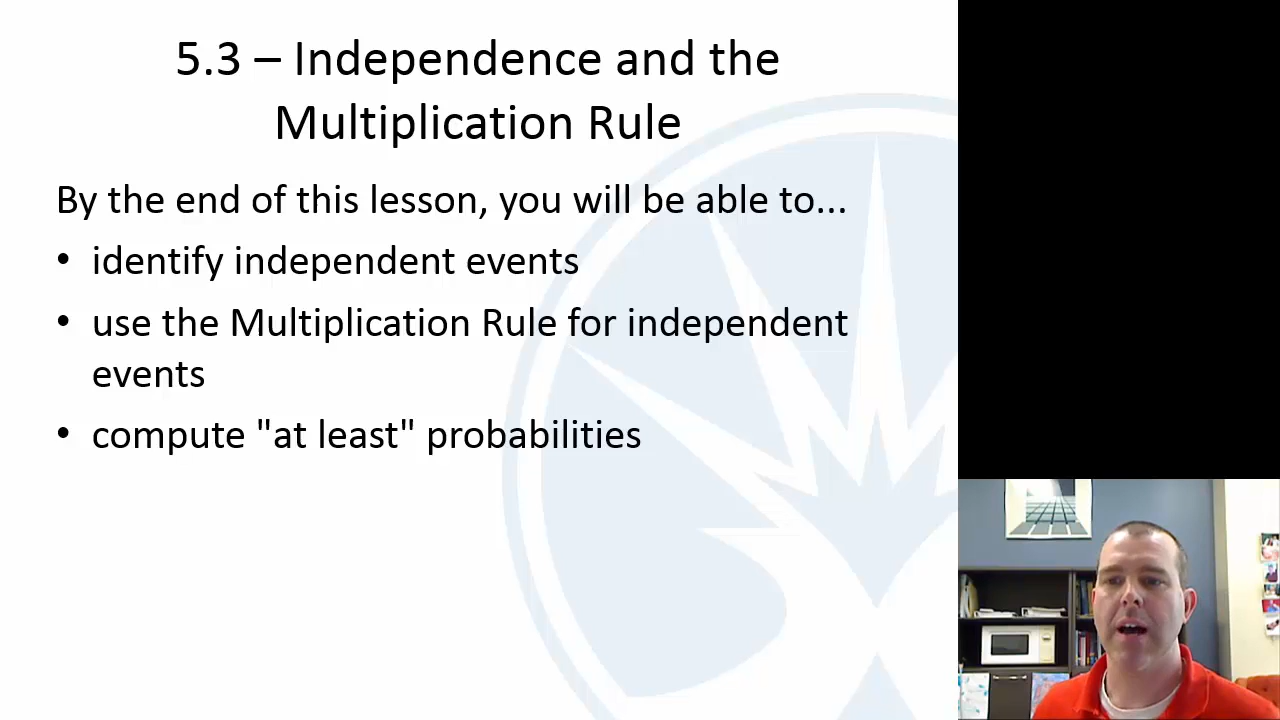 5.3 – Independence and the
Multiplication Rule
By the end of this lesson, you will be able to...
• identify independent events
• use the Multiplication Rule for independent
events
• compute "at least" probabilities